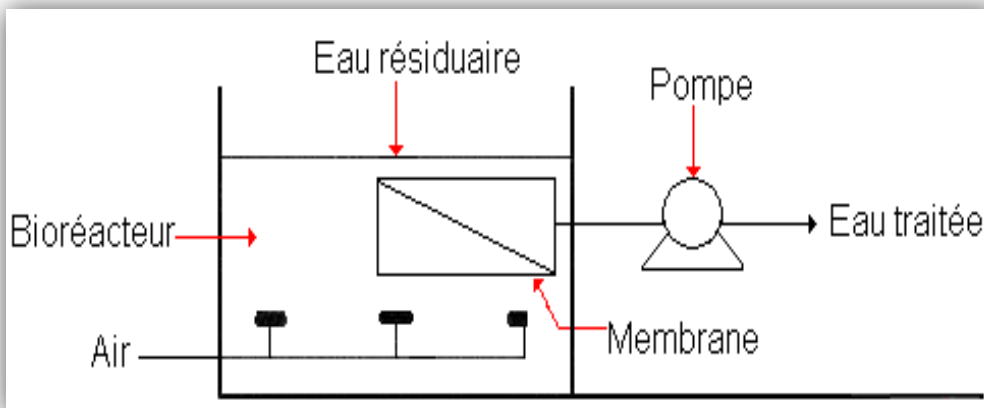 Eau résiduaire
Pompe
Bioréacteur
Eau traitée
Membrane
Air